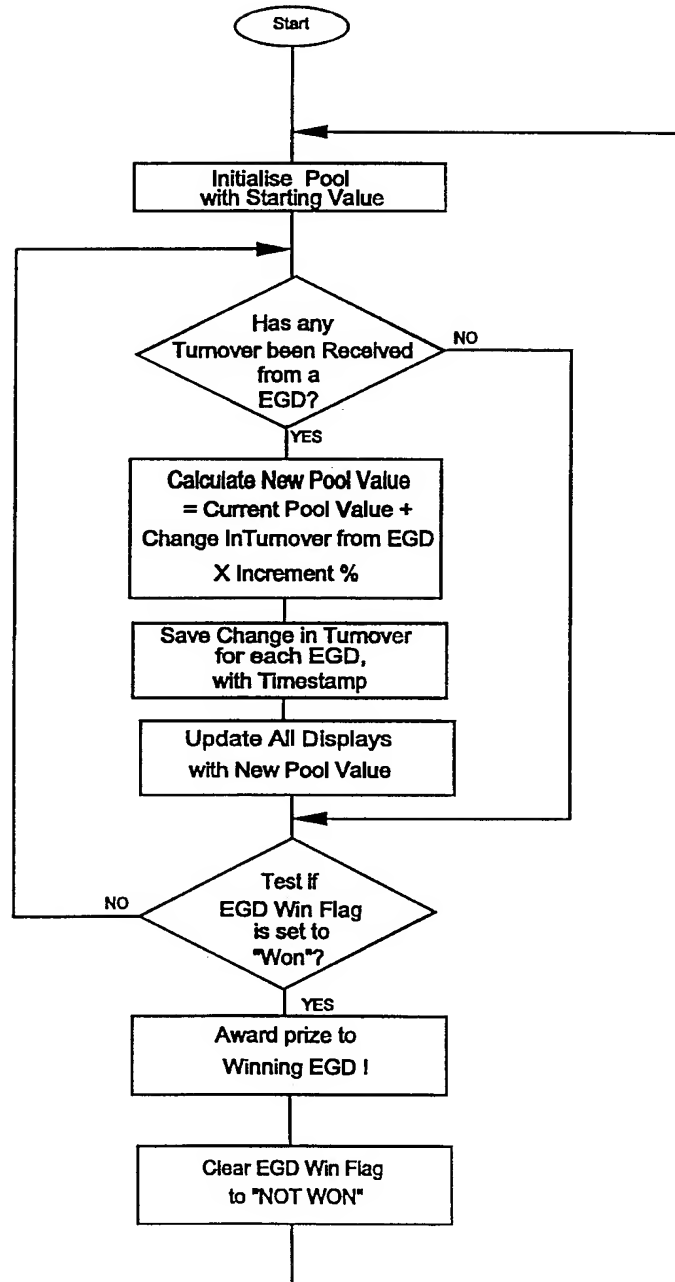 Start
Initialise Pool
with Starting Value
Has any
Turnover been Received
from a
EGD?
NO
YES
Calculate New Pool Value
= Current Pool Value +
Change InTurnover from EGD
X Increment %
Save Change in Turnover
for each EGD,
with Timestamp
Update All Displays
with New Pool Value
Test if
EGD Win Flag
is set to
"Won"?
NO
YES
Award prize to
Winning EGD !
Clear EGD Win Flag
to "NOT WON"